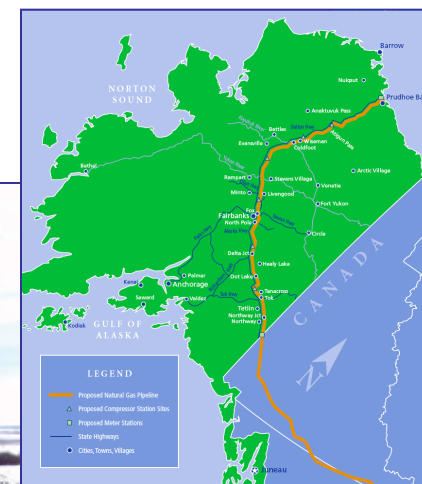 Barrow
NORTON
SOUND
Nuiqsut
Prudhoe Ba
Anaktuvuk Pass
Bettles
Wiseman
Coldfoot
Evansville
Arctic Village
Bethel
Rampart
Stevens Village
Venetie
Minto
Livengood
Fort Yukon
Fox
Fairbanks
North Pole
Circle
Delta Jct
Healy Lake
Palmar
Dot Lake
Kenai
Anchorage
Tanacross
Tok
Seward
Valdez
Tetlin
Northway Jct
Northway
Kodiak
GULF OF
ALASKA
CANADA
N
LEGEND
Proposed Natural Gas Pipeline
Proposed Compressor Station Sites
Proposed Meter Stations
State Highways
Cities, Towns, Villages
Juneau